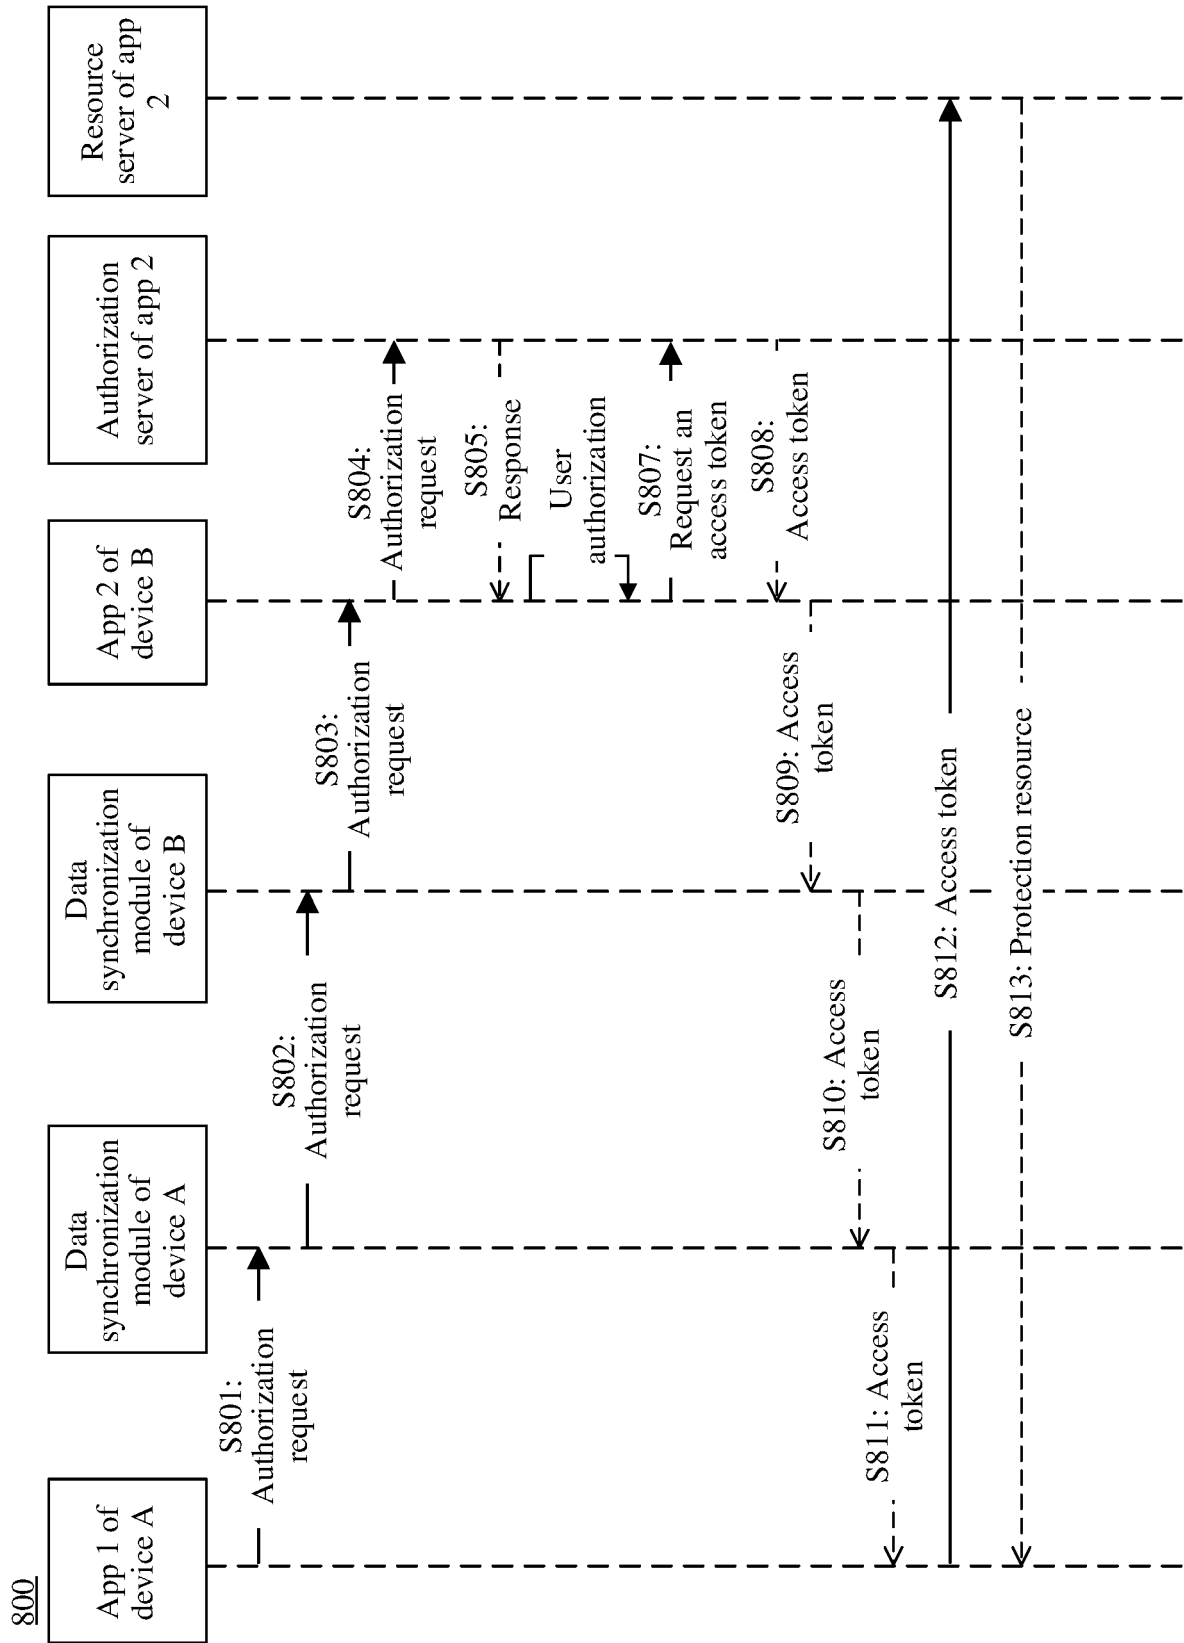 800
App 1 of
device A
Data
synchronization
module of
device A
Data
synchronization
module of
device B
App 2 of
device B
Authorization
server of app 2
Resource
server of app
2
S801:
Authorization
request
S802:
Authorization
request
S803:
Authorization
request
S804:
Authorization
request
S805:
Response
User
authorization
S807:
Request an
access token
S808:
Access token
S809: Access
token
S810: Access
token
S811: Access
token
S812: Access token
S813: Protection resource